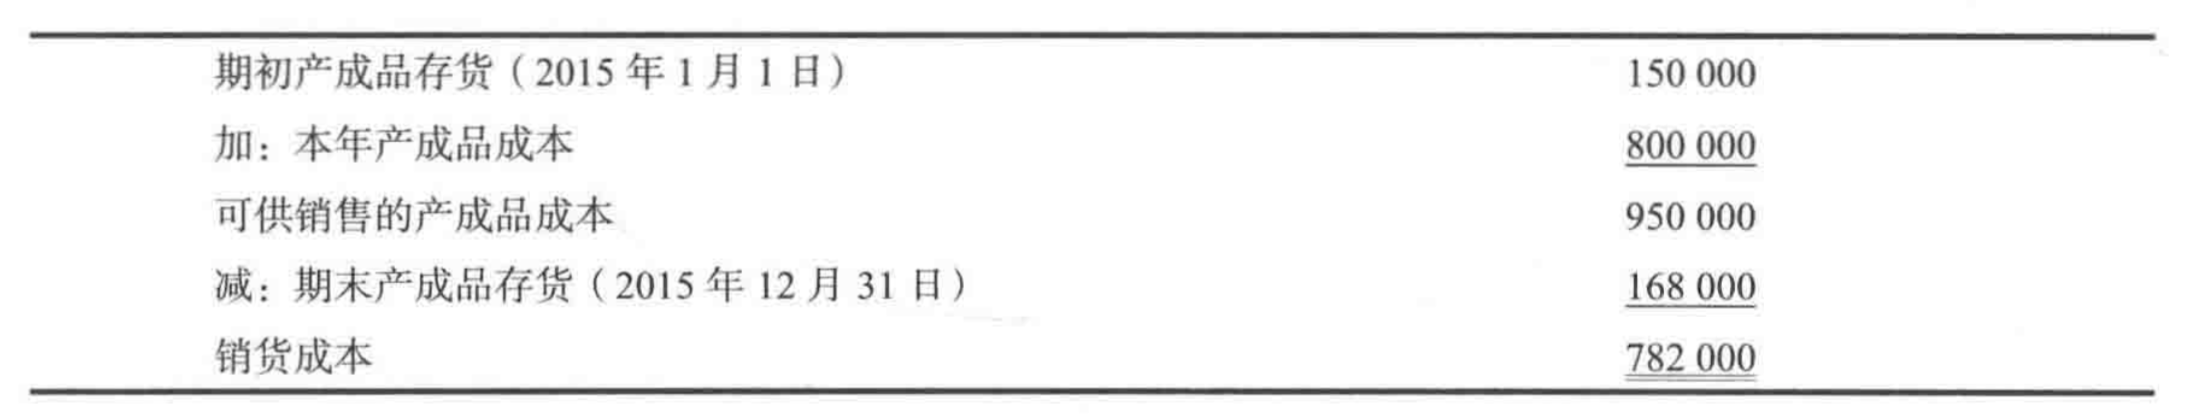 期初产成品存货（2015 年 1 月 1 日） 150 000
加：本年产成品成本 800 000
可供销售的产成品成本 950 000
减：期末产成品存货（2015 年 12 月 31 日） 168 000
销货成本 782 000